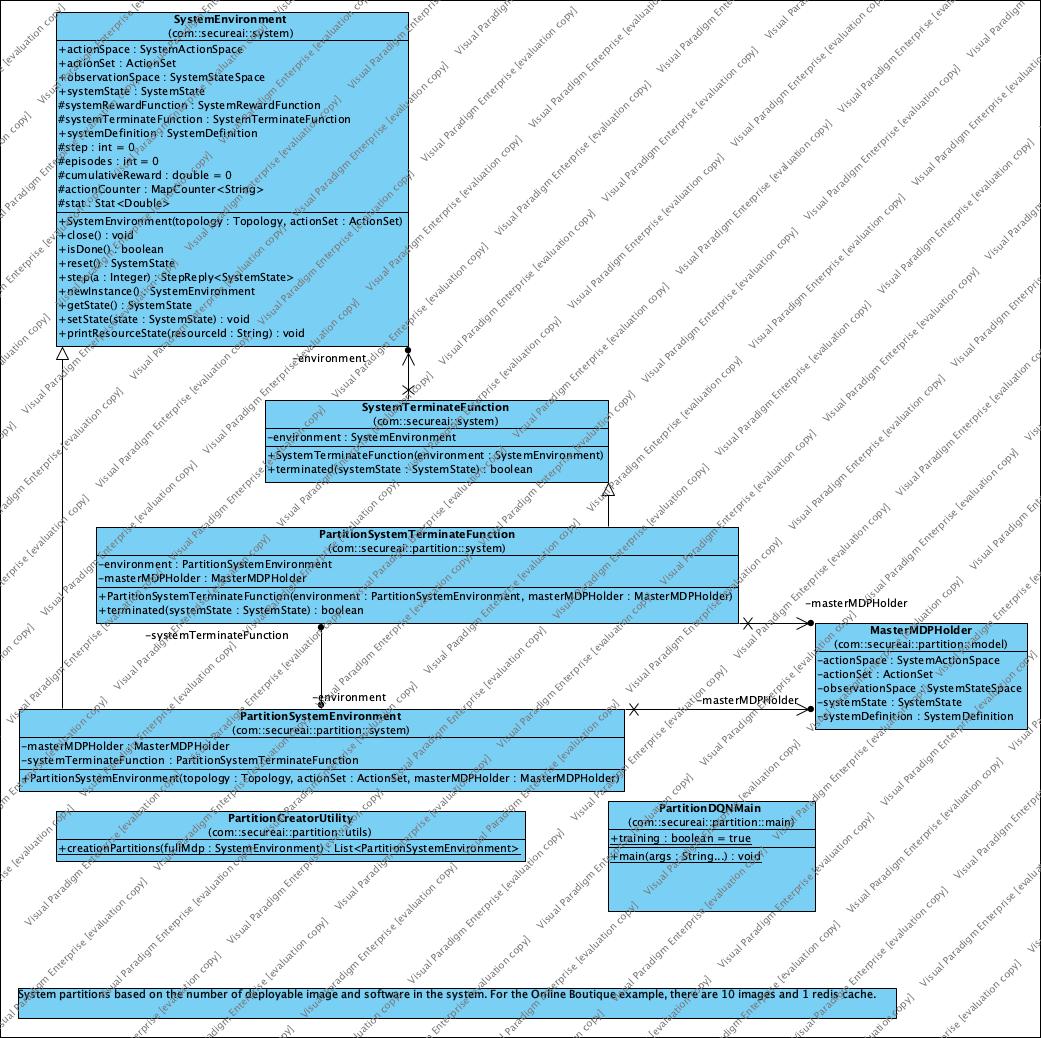 SystemEnvironment
(com::secureai::system)
+actionSpace : SystemActionSpace
+actionSet : ActionSet
+observationSpace : SystemStateSpace
+systemState : SystemState
#systemRewardFunction : SystemRewardFunction
#systemTerminateFunction : SystemTerminateFunction
+systemDefinition : SystemDefinition
#step : int = 0
#episodes : int = 0
#cumulativeReward : double = 0
#actionCounter : MapCounter<String>
#stat : Stat<Double>
+SystemEnvironment(topology : Topology, actionSet : ActionSet)
+close() : void
+isDone() : boolean
+reset() : SystemState
+step(a : Integer) : StepReply<SystemState>
+newInstance() : SystemEnvironment
+getState() : SystemState
+setState(state : SystemState) : void
+printResourceState(resourceId : String) : void
-environment
SystemTerminateFunction
(com::secureai::system)
-environment : SystemEnvironment
+SystemTerminateFunction(environment : SystemEnvironment)
+terminated(systemState : SystemState) : boolean
PartitionSystemTerminateFunction
(com::secureai::partition::system)
-environment : PartitionSystemEnvironment
-masterMDPHolder : MasterMDPHolder
+PartitionSystemTerminateFunction(environment : PartitionSystemEnvironment, masterMDPHolder : MasterMDPHolder)
+terminated(systemState : SystemState) : boolean
-masterMDPHolder
-systemTerminateFunction
MasterMDPHolder
(com::secureai::partition::model)
-actionSpace : SystemActionSpace
-actionSet : ActionSet
-observationSpace : SystemStateSpace
-systemState : SystemState
-systemDefinition : SystemDefinition
-environment
-masterMDPHolder
PartitionSystemEnvironment
(com::secureai::partition::system)
-masterMDPHolder : MasterMDPHolder
-systemTerminateFunction : PartitionSystemTerminateFunction
+PartitionSystemEnvironment(topology : Topology, actionSet : ActionSet, masterMDPHolder : MasterMDPHolder)
PartitionCreatorUtility
(com::secureai::partition::utils)
+creationPartitions(fullMdp : SystemEnvironment) : List<PartitionSystemEnvironment>
PartitionDQNMain
(com::secureai::partition::main)
+training : boolean = true
+main(args : String...) : void
System partitions based on the number of deployable image and software in the system. For the Online Boutique example, there are 10 images and 1 redis cache.
Visual Paradigm Enterprise [evaluation copy]